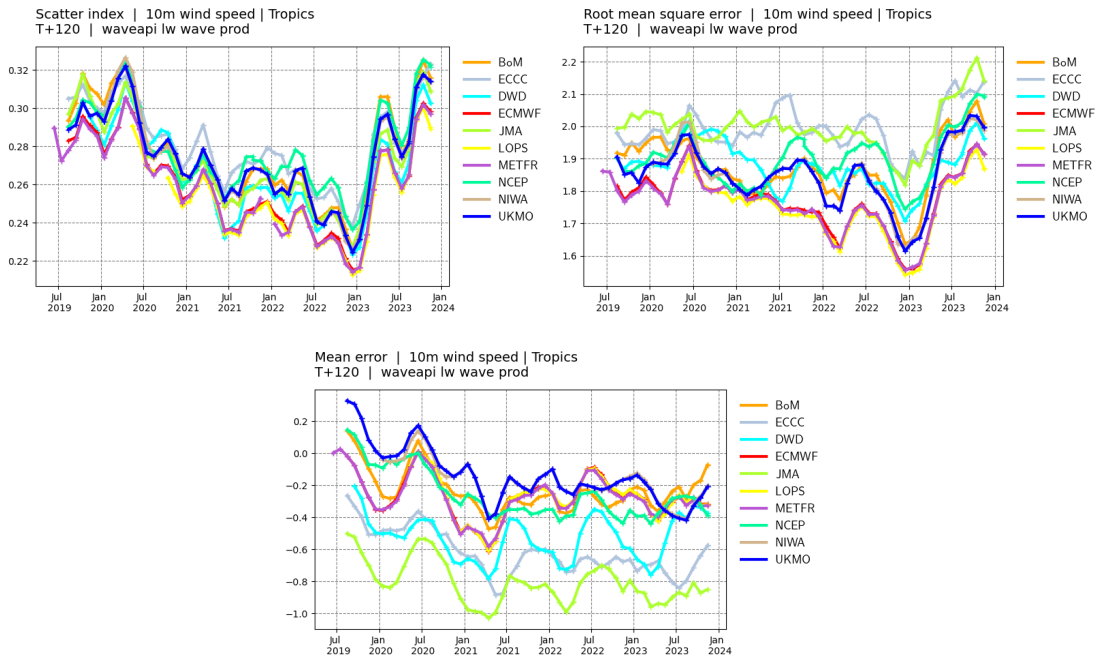 Scatter index | 10m wind speed | Tropics
T+120 | waveapi lw wave prod
0.32
0.30
0.28
0.26
0.24
0.22
Jul
2019
Jan
2020
Jul
2020
Jan
2021
Jul
2021
Jan
2022
Jul
2022
Jan
2023
Jul
2023
Jan
2024
BoM
ECCC
DWD
ECMWF
JMA
LOPS
METFR
NCEP
NIWA
UKMO
Root mean square error | 10m wind speed | Tropics
T+120 | waveapi lw wave prod
2.2
2.1
2.0
1.9
1.8
1.7
1.6
Jul
2019
Jan
2020
Jul
2020
Jan
2021
Jul
2021
Jan
2022
Jul
2022
Jan
2023
Jul
2023
Jan
2024
BoM
ECCC
DWD
ECMWF
JMA
LOPS
METFR
NCEP
NIWA
UKMO
Mean error | 10m wind speed | Tropics
T+120 | waveapi lw wave prod
0.2
0.0
−0.2
−0.4
−0.6
−0.8
−1.0
Jul
2019
Jan
2020
Jul
2020
Jan
2021
Jul
2021
Jan
2022
Jul
2022
Jan
2023
Jul
2023
Jan
2024
BoM
ECCC
DWD
ECMWF
JMA
LOPS
METFR
NCEP
NIWA
UKMO